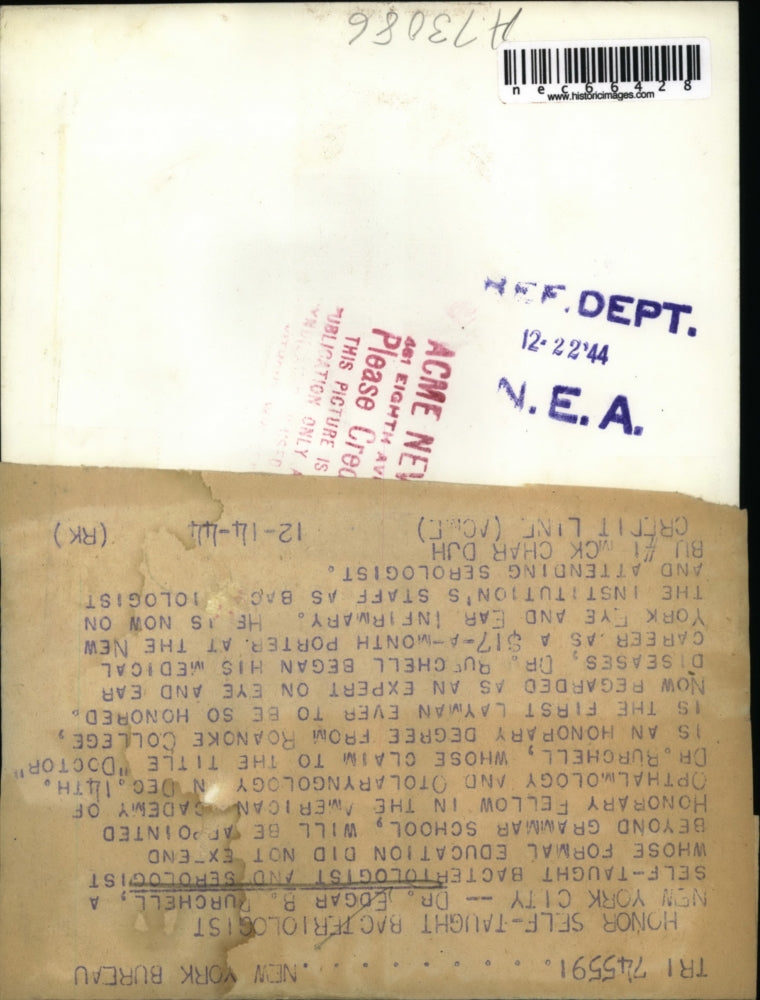 A73086
nec66428
www.historicimages.com
REF. DEPT.
12-22'44
N.E.A.
ACME NEW
461 EIGHTH AV
Please Cred
THIS PICTURE IS
PUBLICATION ONLY A
TRI 745591. . . . . . . . . . NEW YORK BUREAU
HONOR SELF-TAUGHT BACTERIOLOGIST
NEW YORK CITY -- DR. EDGAR B. BURCHELL, A
SELF-TAUGHT BACTERIOLOGIST AND SEROLOGIST
WHOSE FORMAL EDUCATION DID NOT EXTEND
BEYOND GRAMMAR SCHOOL, WILL BE APPOINTED
HONORARY FELLOW IN THE AMERICAN ACADEMY OF
OPTHALMOLOGY AND OTOLARYNGOLOGY IN DEC. 14TH.
DR. BURCHELL, WHOSE CLAIM TO THE TITLE "DOCTOR"
IS AN HONORARY DEGREE FROM ROANOKE COLLEGE,
IS THE FIRST LAYMAN EVER TO BE SO HONORED.
NOW REGARDED AS AN EXPERT ON EYE AND EAR
DISEASES, DR. BURCHELL BEGAN HIS MEDICAL
CAREER AS A $17-A-MONTH PORTER AT THE NEW
YORK EYE AND EAR INFIRMARY. HE IS NOW ON
THE INSTITUTION'S STAFF AS BAC IOLOGIST
AND ATTENDING SEROLOGIST.
BU #1 MCK CHAR DJH
CREDIT LINE (ACME) 12-14-44 (RK)